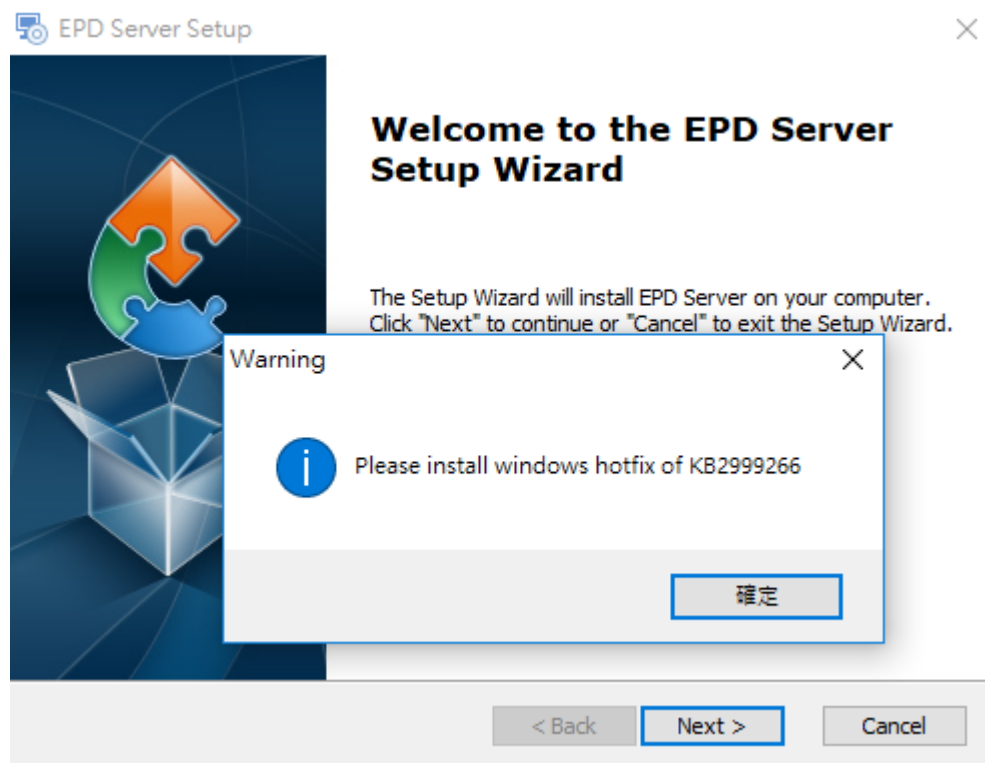 EPD Server Setup
Welcome to the EPD Server
Setup Wizard
The Setup Wizard will install EPD Server on your computer.
Click "Next" to continue or "Cancel" to exit the Setup Wizard.
Warning
Please install windows hotfix of KB2999266
確定
< Back
Next >
Cancel